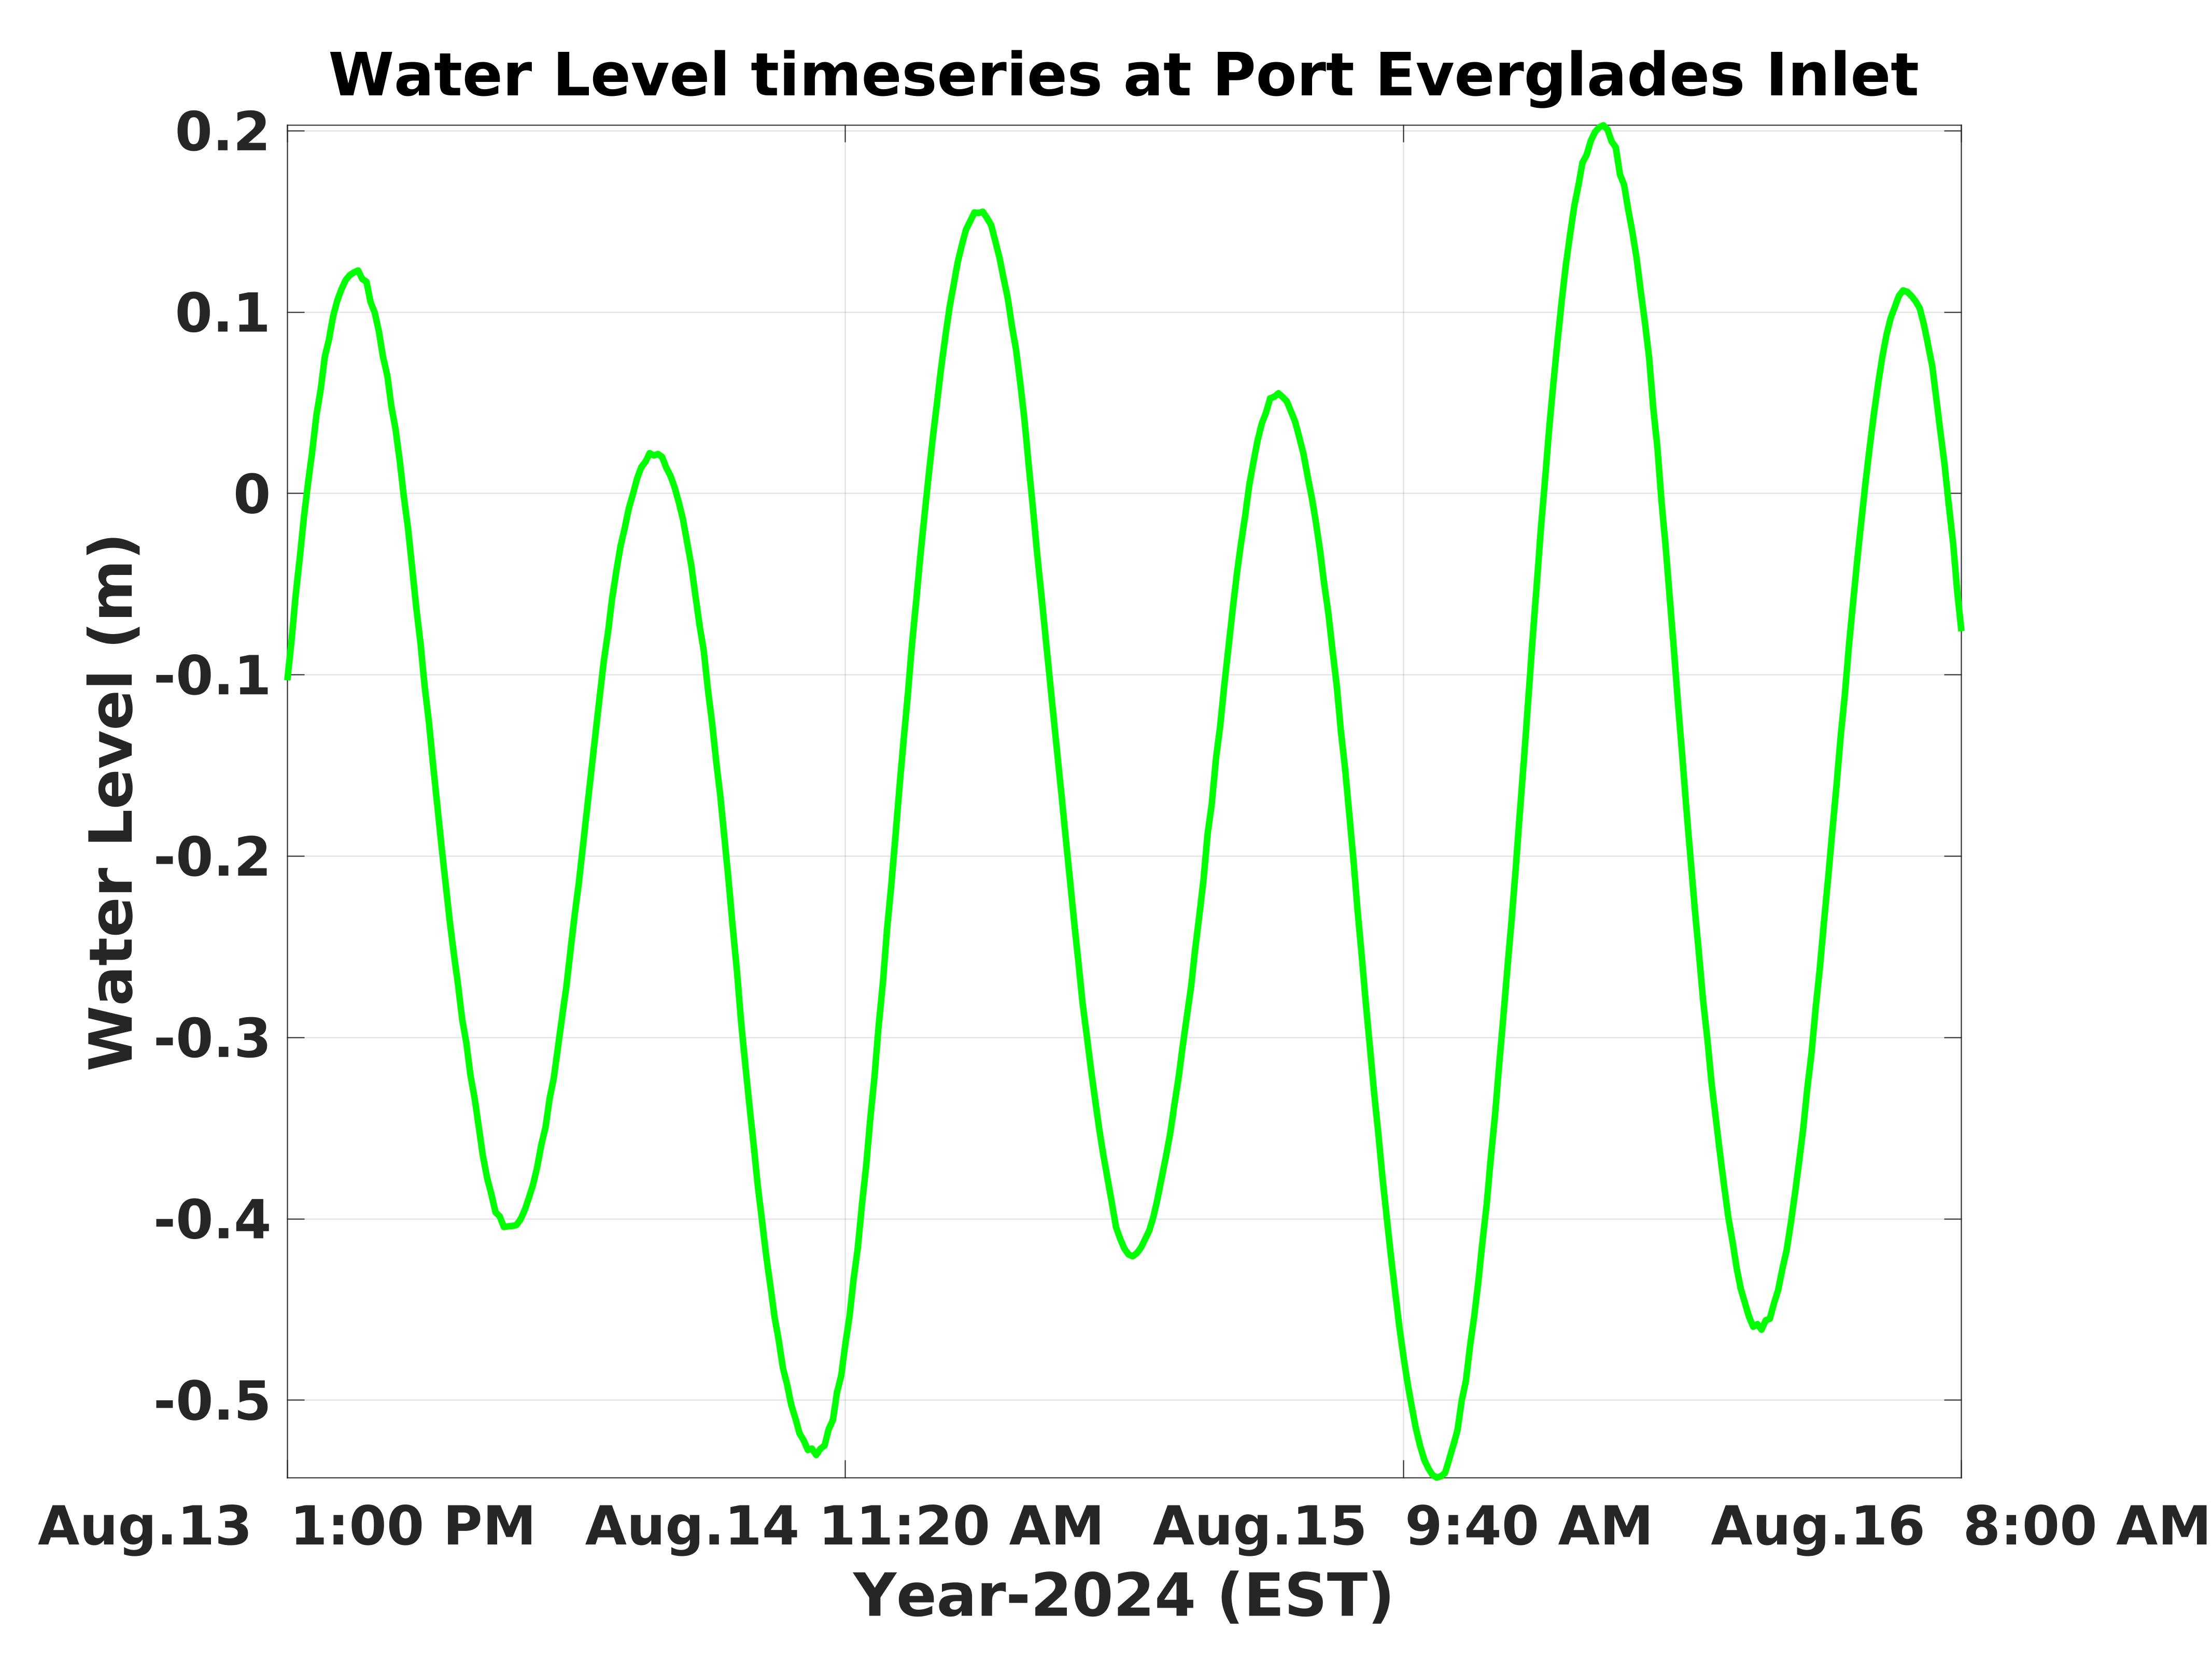 Water Level timeseries at Port Everglades Inlet
0.2
0.1
0
-0.1
-0.2
-0.3
-0.4
-0.5
Water Level (m)
Aug.13 1:00 PM Aug.14 11:20 AM Aug.15 9:40 AM Aug.16 8:00 AM
Year-2024 (EST)